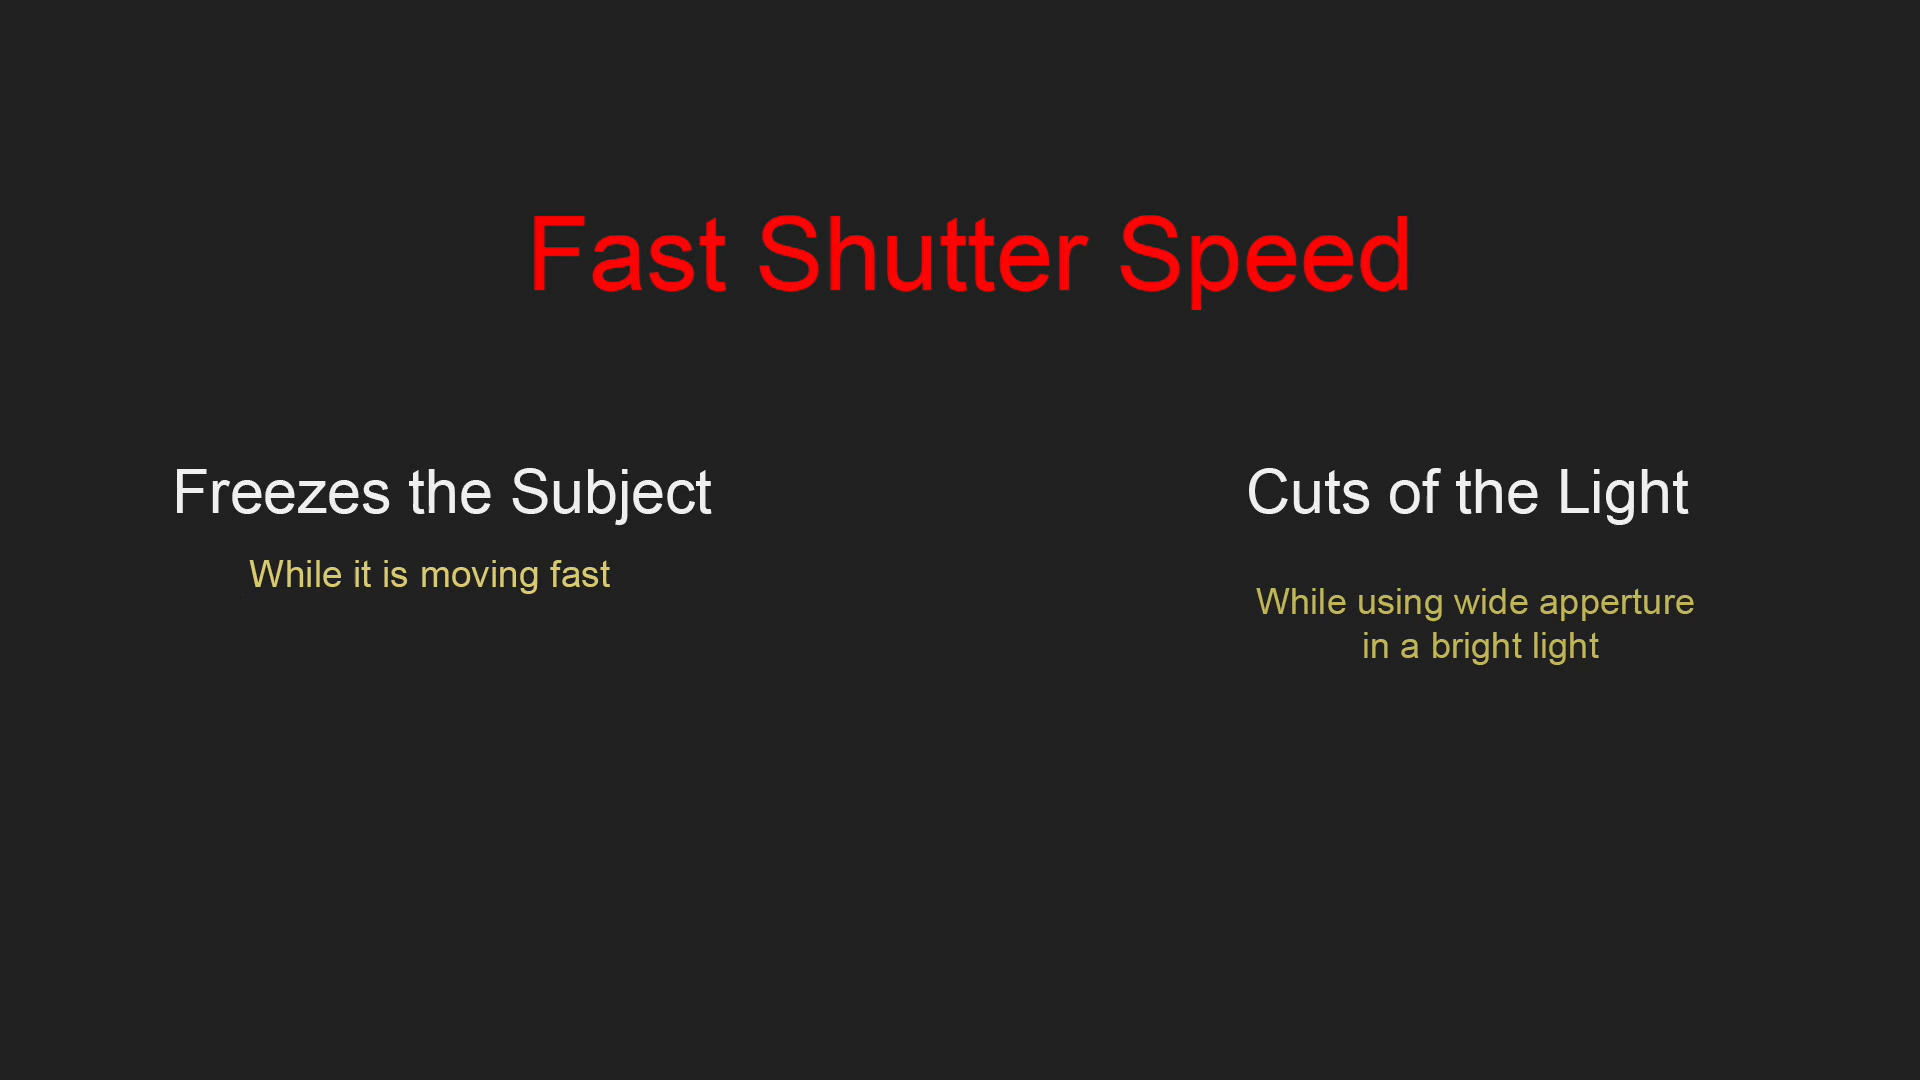 Fast Shutter Speed
Freezes the Subject
While it is moving fast
Cuts of the Light
While using wide apperture
in a bright light